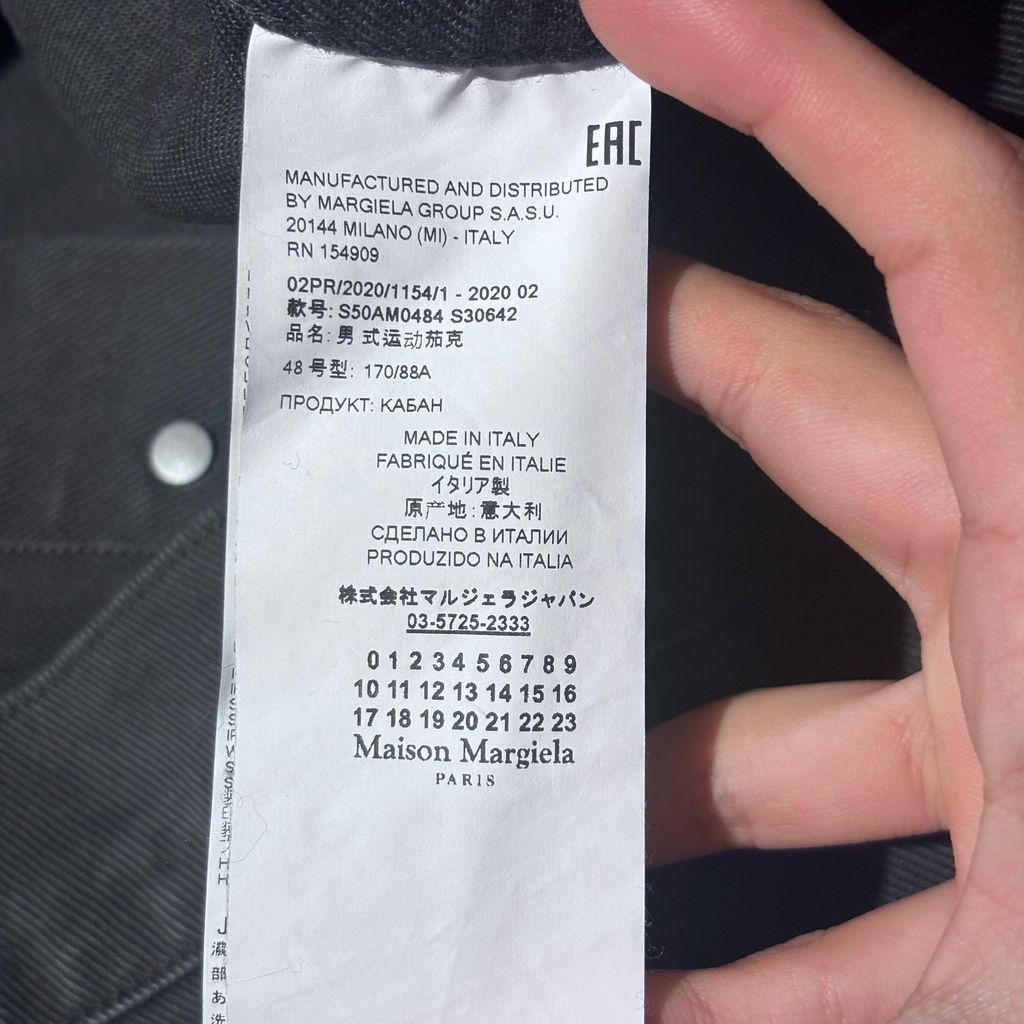 EAC
MANUFACTURED AND DISTRIBUTED
BY MARGIELA GROUP S.A.S.U.
20144 MILANO (MI) - ITALY
RN 154909
02PR/2020/1154/1 - 2020 02
款号: S50AM0484 S30642
品名: 男 式运动茄克
48 号型: 170/88A
ПРОДУКТ: КАБАН
MADE IN ITALY
FABRIQUÉ EN ITALIE
イタリア製
原产地: 意大利
СДЕЛАНО В ИТАЛИИ
PRODUZIDO NA ITALIA
株式会社マルジェラジャパン
03-5725-2333
0 1 2 3 4 5 6 7 8 9
10 11 12 13 14 15 16
17 18 19 20 21 22 23
Maison Margiela
PARIS